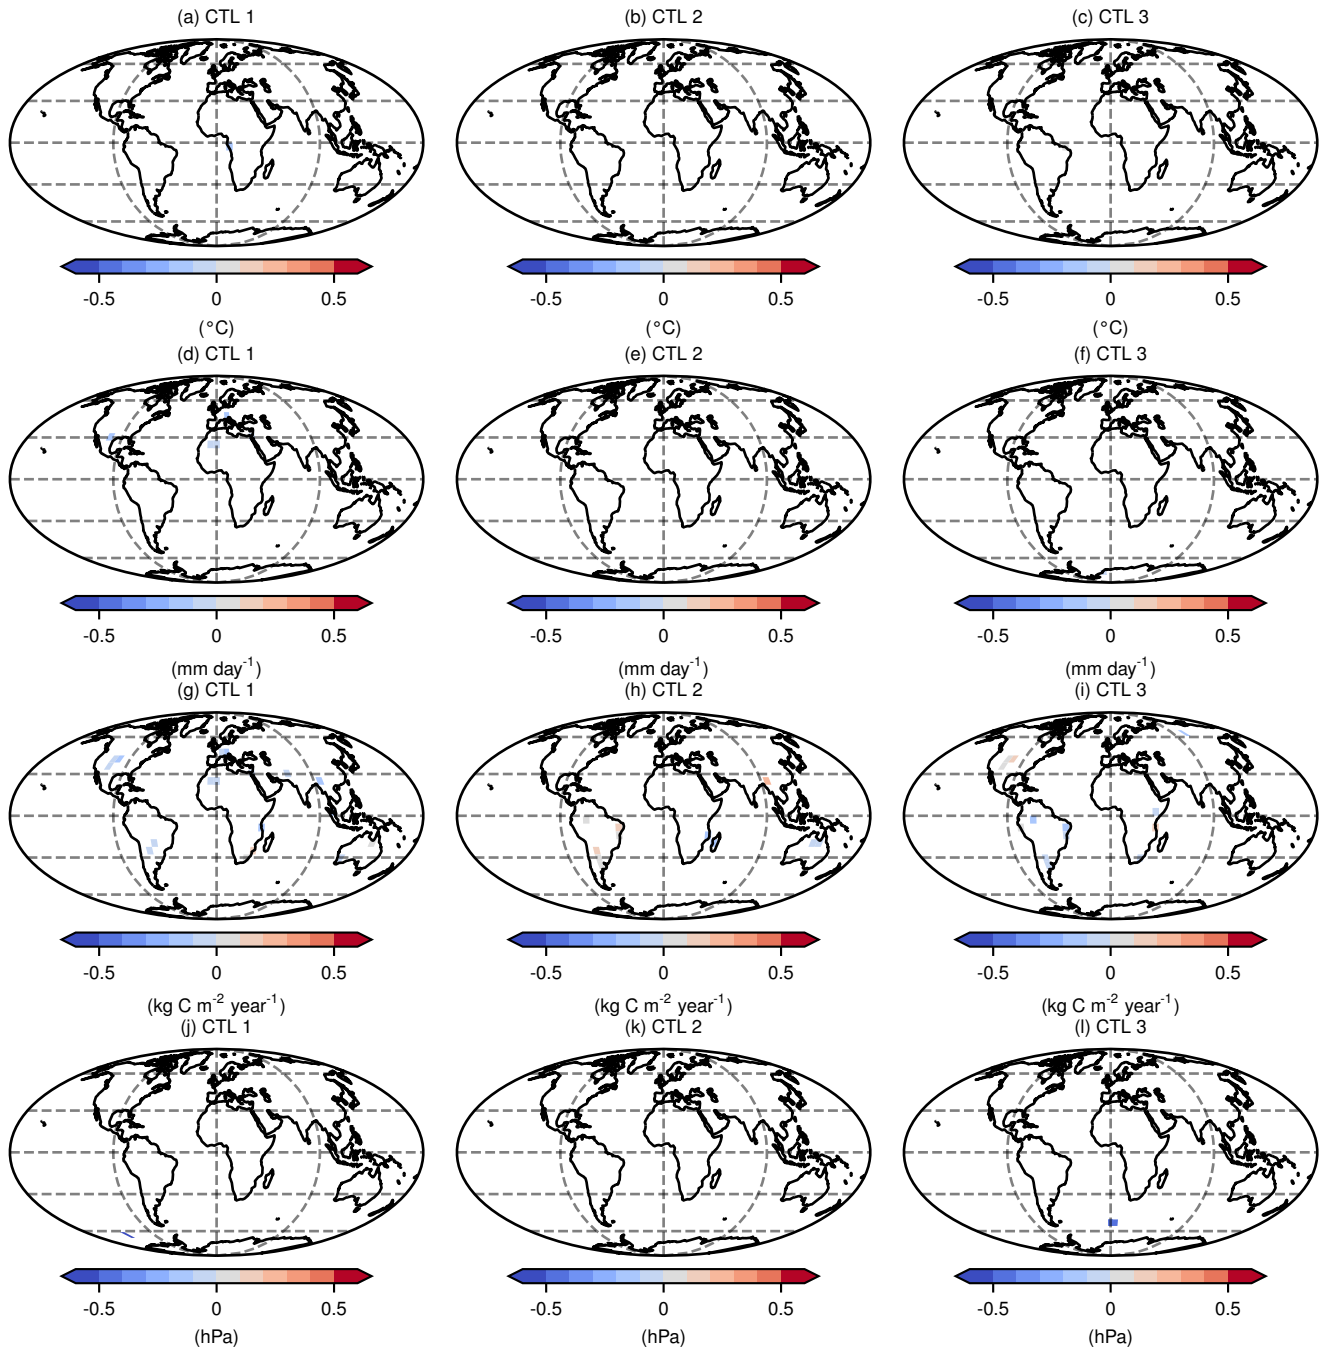 (a) CTL 1 (b) CTL 2 (c) CTL 3
-0.5 0 0.5 -0.5 0 0.5 -0.5 0 0.5
(°C) (°C) (°C)
(d) CTL 1 (e) CTL 2 (f) CTL 3
-0.5 0 0.5 -0.5 0 0.5 -0.5 0 0.5
(mm day⁻¹) (mm day⁻¹) (mm day⁻¹)
(g) CTL 1 (h) CTL 2 (i) CTL 3
-0.5 0 0.5 -0.5 0 0.5 -0.5 0 0.5
(kg C m⁻² year⁻¹) (kg C m⁻² year⁻¹) (kg C m⁻² year⁻¹)
(j) CTL 1 (k) CTL 2 (l) CTL 3
-0.5 0 0.5 -0.5 0 0.5 -0.5 0 0.5
(hPa) (hPa) (hPa)